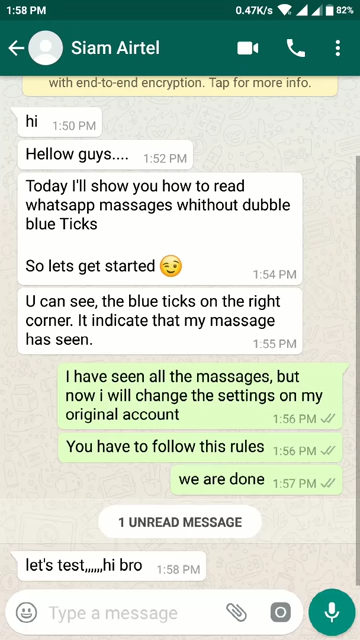 1:58 PM
0.47K/s
82%
Siam Airtel
with end-to-end encryption. Tap for more info.
hi
1:50 PM
Hellow guys....
1:52 PM
Today I'll show you how to read
whatsapp massages whithout dubble
blue Ticks
So lets get started 😉
1:54 PM
U can see, the blue ticks on the right
corner. It indicate that my massage
has seen.
1:55 PM
I have seen all the massages, but
now i will change the settings on my
original account
1:56 PM
You have to follow this rules
1:56 PM
we are done
1:57 PM
1 UNREAD MESSAGE
let's test,,,,,,hi bro
1:58 PM
Type a message